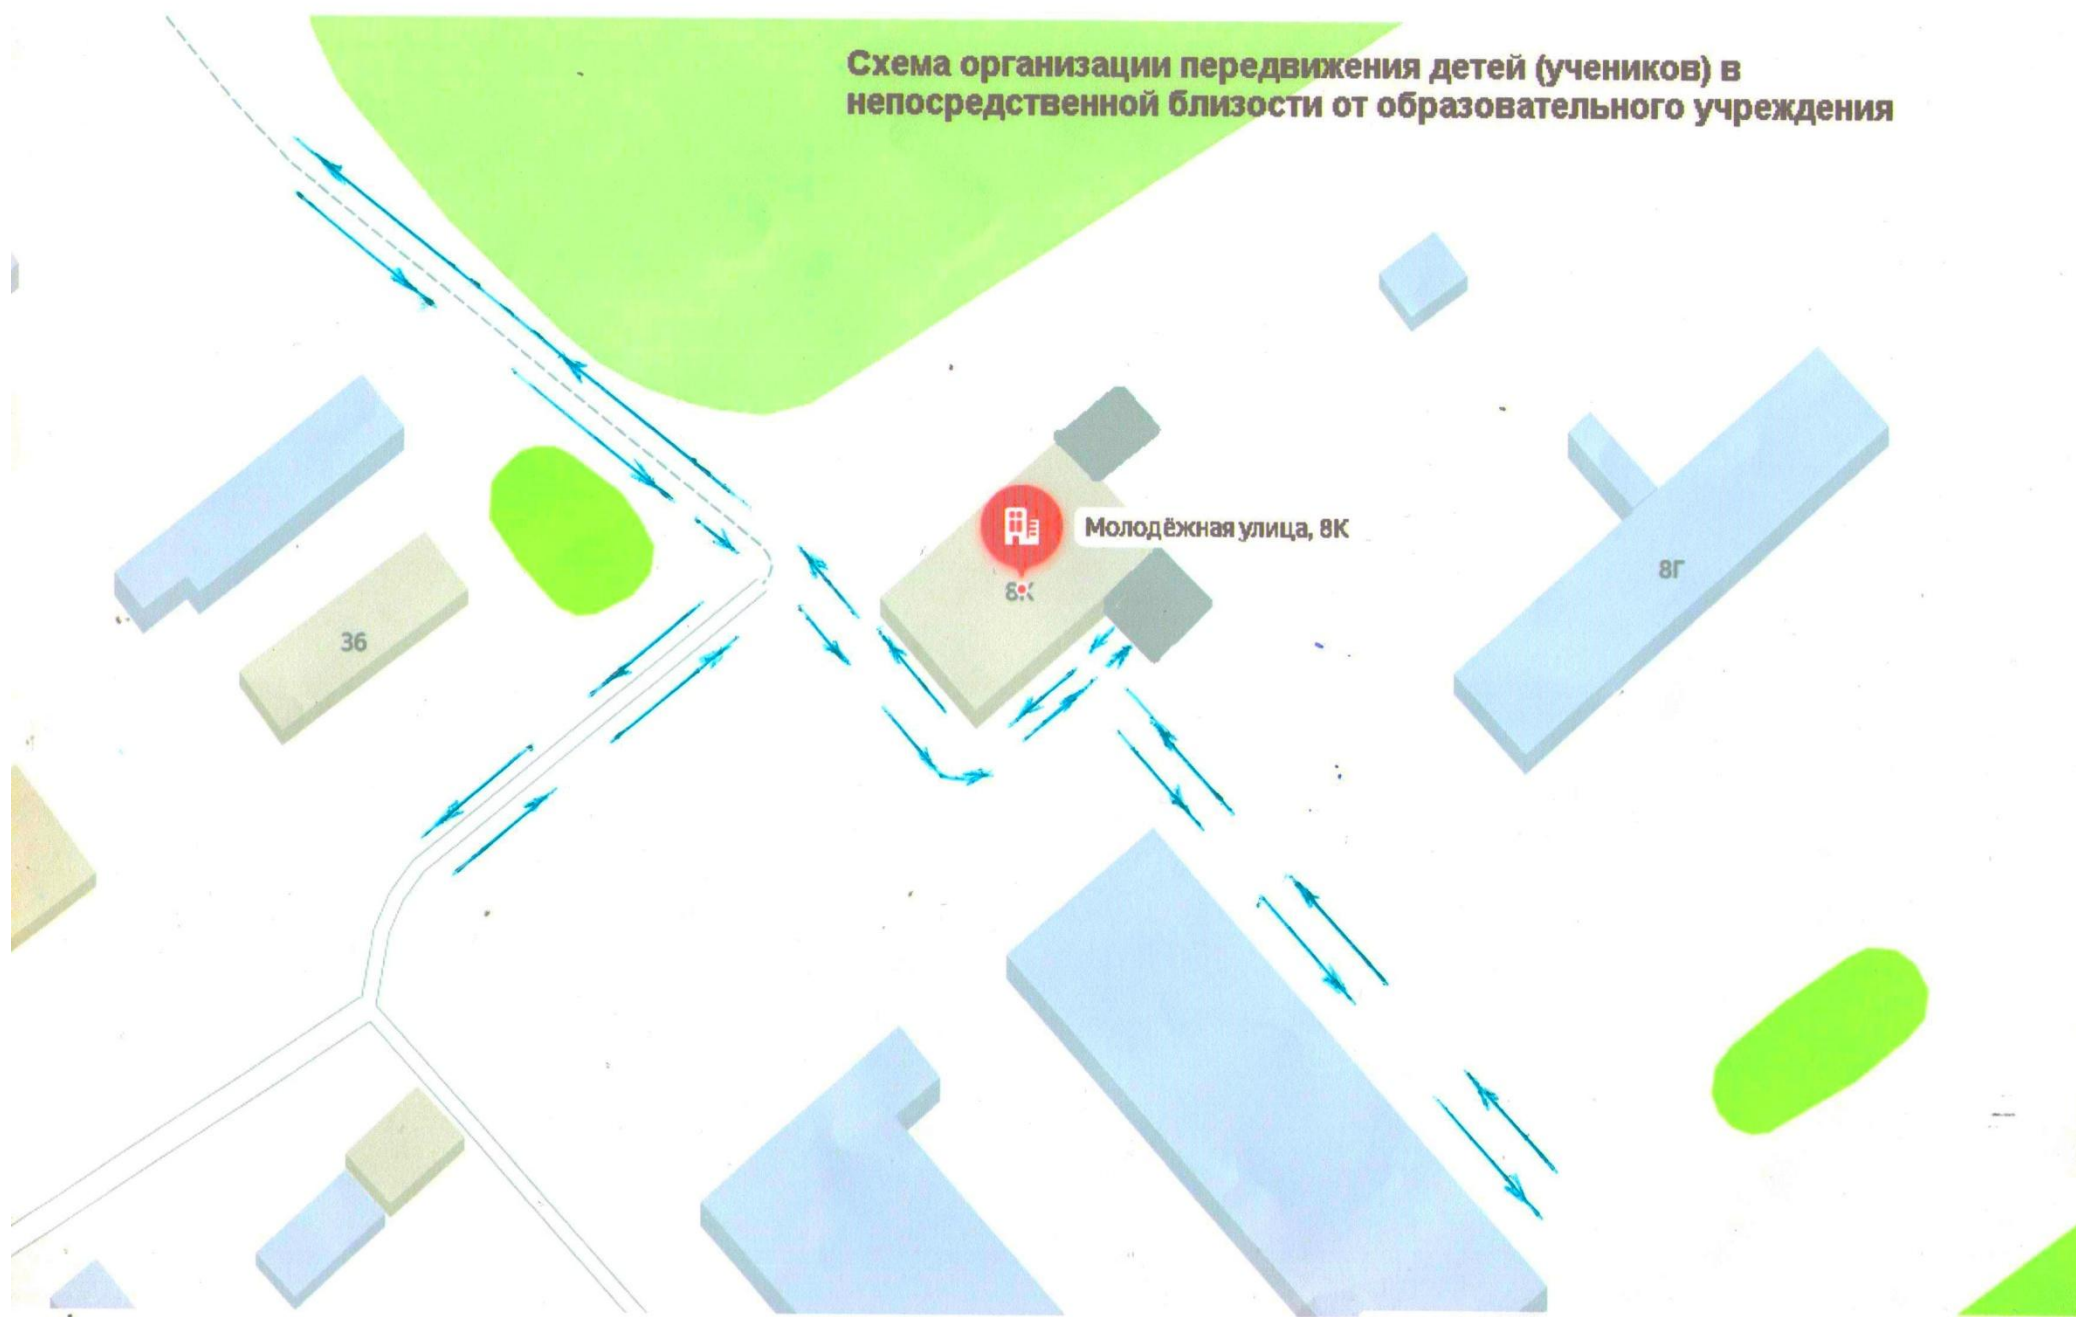 Схема организации передвижения детей (учеников) в
непосредственной близости от образовательного учреждения
Молодёжная улица, 8К
8К
8Г
36